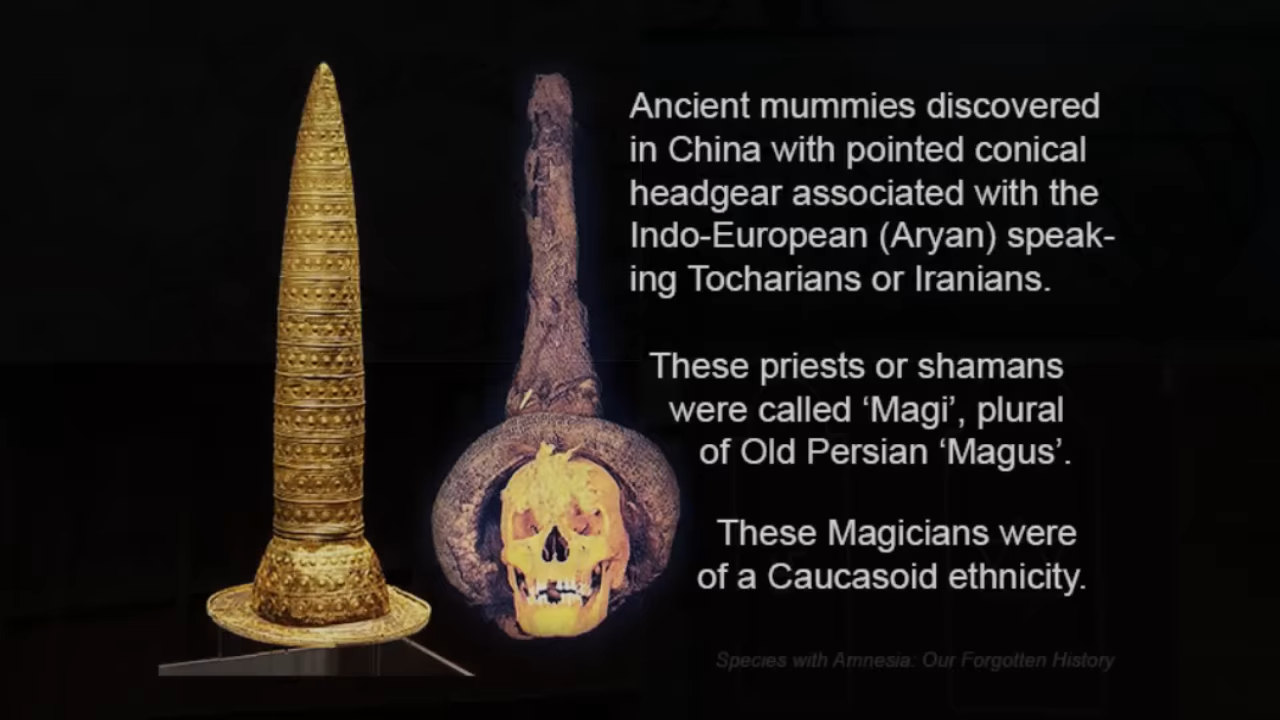 Ancient mummies discovered
in China with pointed conical
headgear associated with the
Indo-European (Aryan) speak-
ing Tocharians or Iranians.
These priests or shamans
were called ‘Magi’, plural
of Old Persian ‘Magus’.
These Magicians were
of a Caucasoid ethnicity.
Species with Amnesia: Our Forgotten History